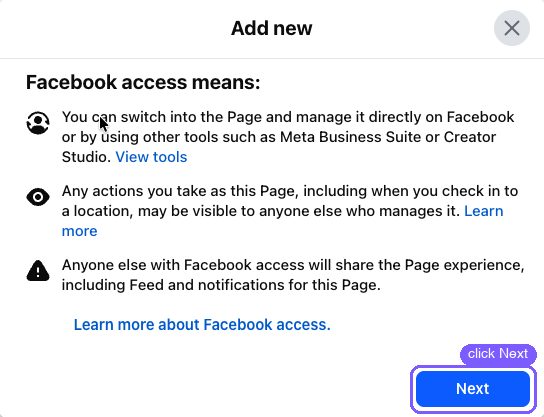 Add new
Facebook access means:
You can switch into the Page and manage it directly on Facebook
or by using other tools such as Meta Business Suite or Creator
Studio. View tools
Any actions you take as this Page, including when you check in to
a location, may be visible to anyone else who manages it. Learn
more
Anyone else with Facebook access will share the Page experience,
including Feed and notifications for this Page.
Learn more about Facebook access.
click Next
Next